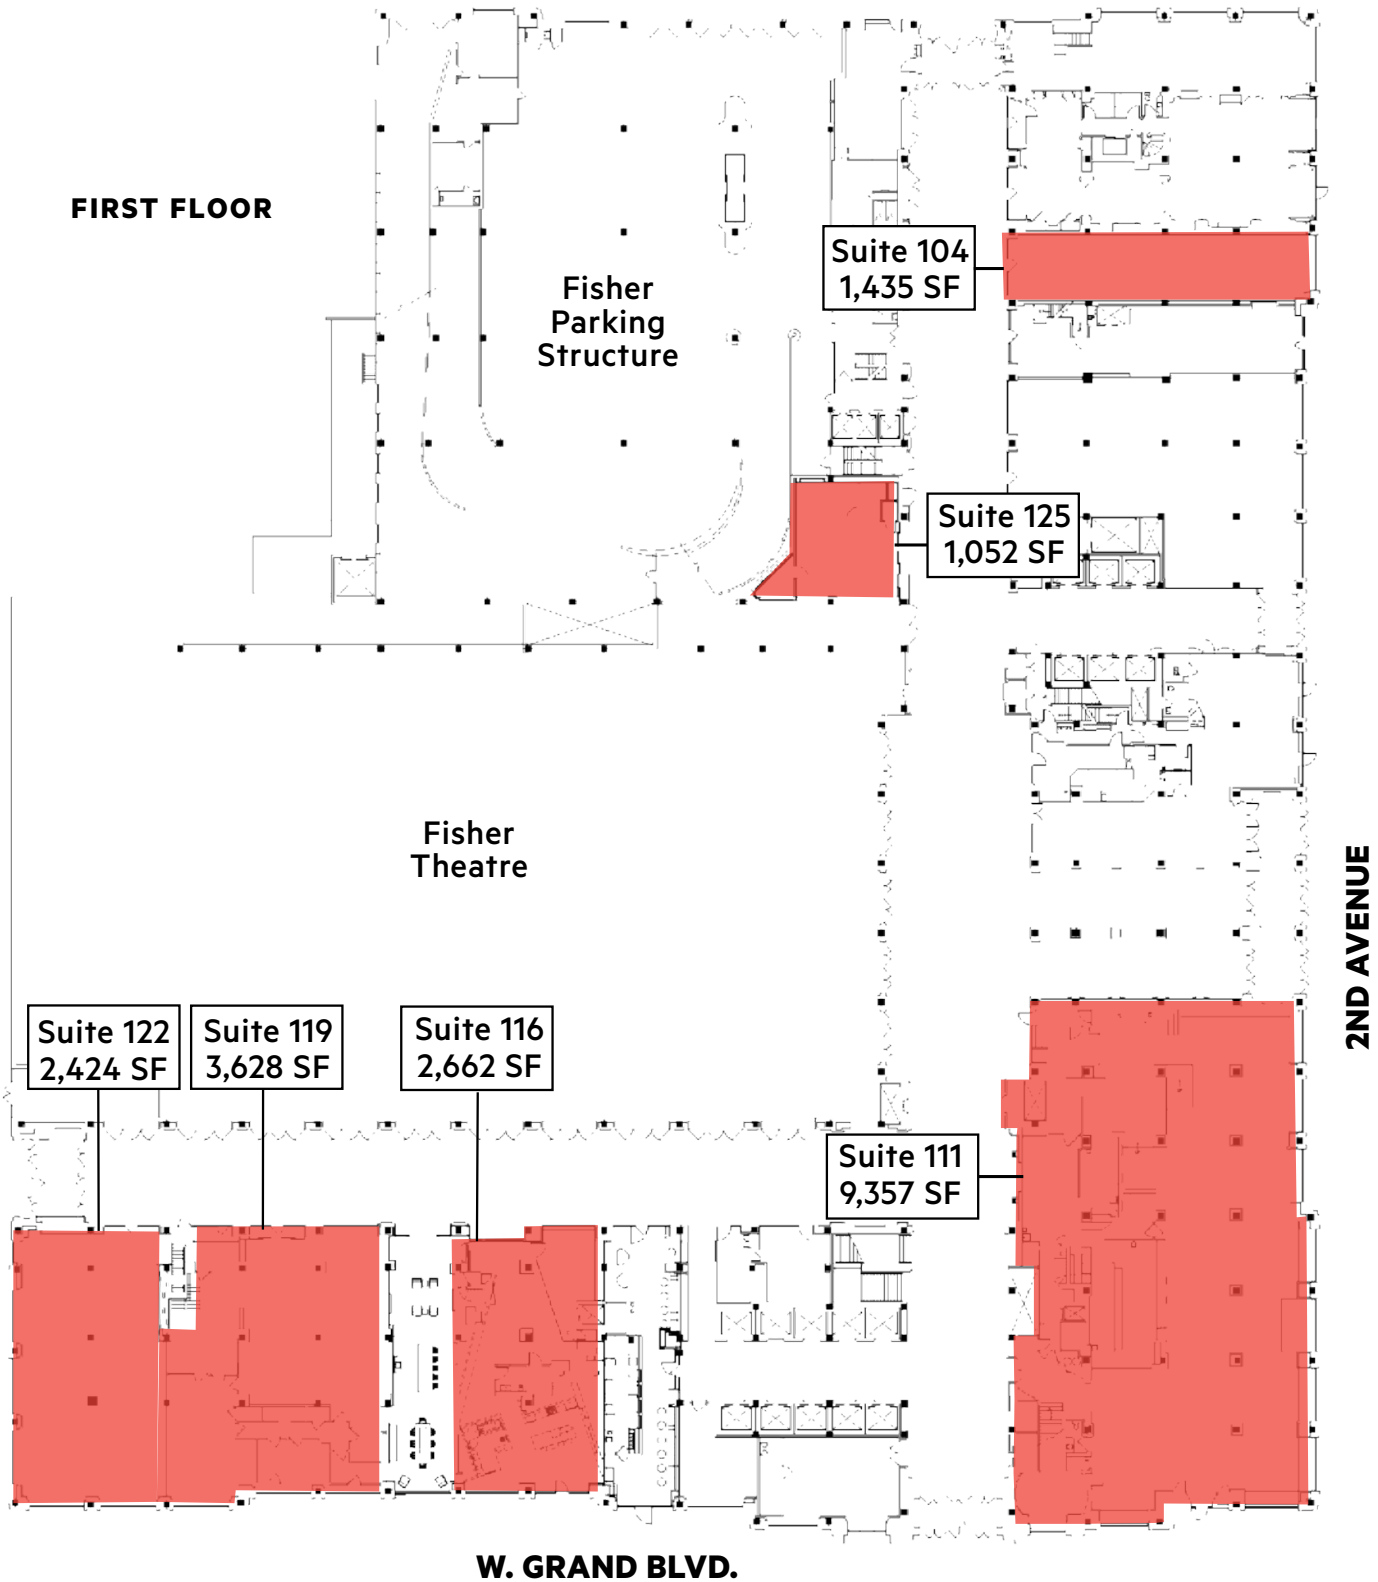 FIRST FLOOR
Suite 104
1,435 SF
Fisher
Parking
Structure
Suite 125
1,052 SF
Fisher
Theatre
2ND AVENUE
Suite 122
2,424 SF
Suite 119
3,628 SF
Suite 116
2,662 SF
Suite 111
9,357 SF
W. GRAND BLVD.